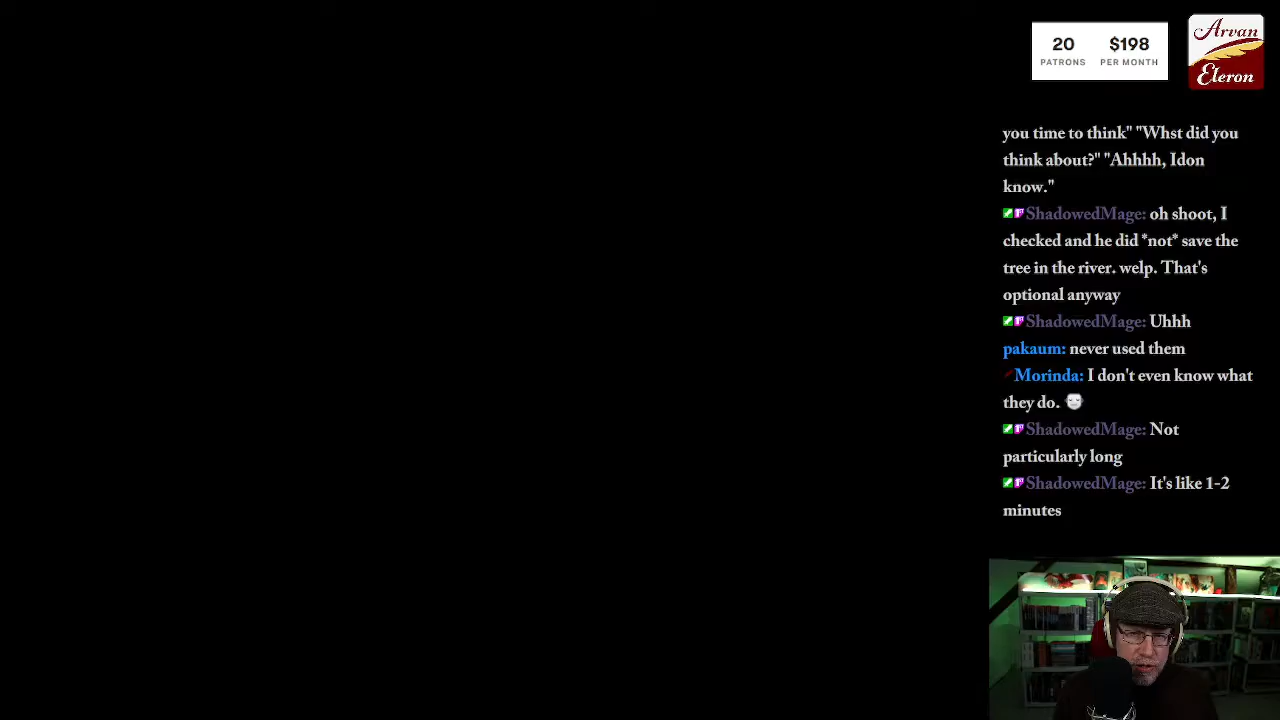 20
$198
PATRONS
PER MONTH
Arvan
Eleron
you time to think" "Whst did you
think about?" "Ahhhh, Idon
know."
ShadowedMage: oh shoot, I
checked and he did *not* save the
tree in the river. welp. That's
optional anyway
ShadowedMage: Uhhh
pakaum: never used them
Morinda: I don't even know what
they do.
ShadowedMage: Not
particularly long
ShadowedMage: It's like 1-2
minutes